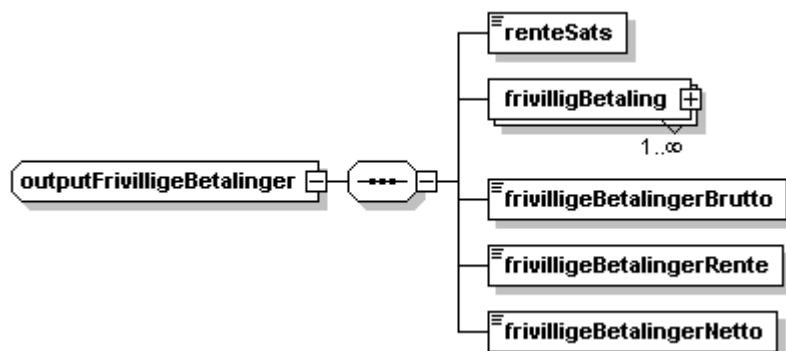 renteSats
frivilligBetaling
1..∞
outputFrivilligeBetalinger
frivilligeBetalingerBrutto
frivilligeBetalingerRente
frivilligeBetalingerNetto